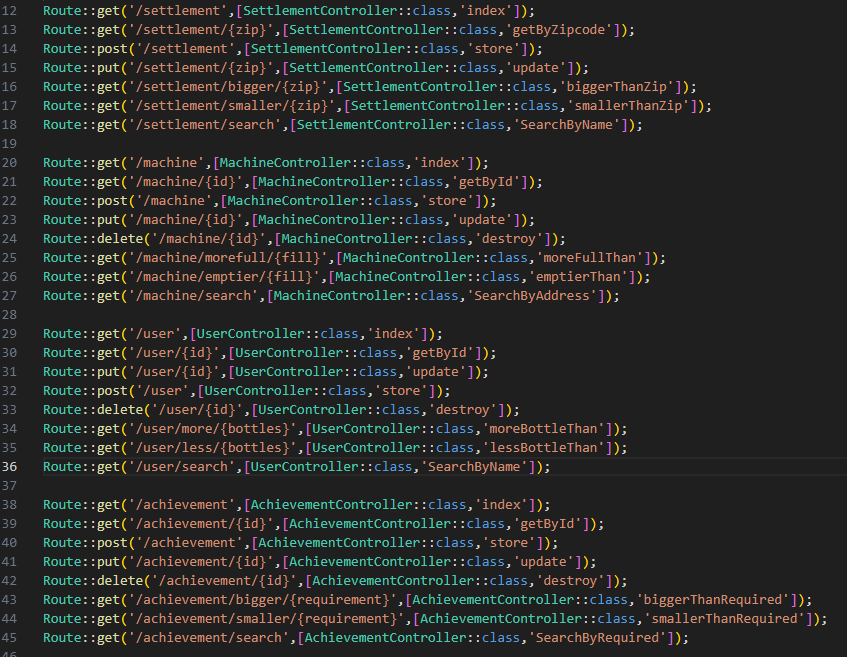 12 Route::get('/settlement',[SettlementController::class,'index']);
13 Route::get('/settlement/{zip}',[SettlementController::class,'getByZipcode']);
14 Route::post('/settlement',[SettlementController::class,'store']);
15 Route::put('/settlement/{zip}',[SettlementController::class,'update']);
16 Route::get('/settlement/bigger/{zip}',[SettlementController::class,'biggerThanZip']);
17 Route::get('/settlement/smaller/{zip}',[SettlementController::class,'smallerThanZip']);
18 Route::get('/settlement/search',[SettlementController::class,'SearchByName']);
19
20 Route::get('/machine',[MachineController::class,'index']);
21 Route::get('/machine/{id}',[MachineController::class,'getById']);
22 Route::post('/machine',[MachineController::class,'store']);
23 Route::put('/machine/{id}',[MachineController::class,'update']);
24 Route::delete('/machine/{id}',[MachineController::class,'destroy']);
25 Route::get('/machine/morefull/{fill}',[MachineController::class,'moreFullThan']);
26 Route::get('/machine/emptier/{fill}',[MachineController::class,'emptierThan']);
27 Route::get('/machine/search',[MachineController::class,'SearchByAddress']);
28
29 Route::get('/user',[UserController::class,'index']);
30 Route::get('/user/{id}',[UserController::class,'getById']);
31 Route::put('/user/{id}',[UserController::class,'update']);
32 Route::post('/user',[UserController::class,'store']);
33 Route::delete('/user/{id}',[UserController::class,'destroy']);
34 Route::get('/user/more/{bottles}',[UserController::class,'moreBottleThan']);
35 Route::get('/user/less/{bottles}',[UserController::class,'lessBottleThan']);
36 Route::get('/user/search',[UserController::class,'SearchByName']);
37
38 Route::get('/achievement',[AchievementController::class,'index']);
39 Route::get('/achievement/{id}',[AchievementController::class,'getById']);
40 Route::post('/achievement',[AchievementController::class,'store']);
41 Route::put('/achievement/{id}',[AchievementController::class,'update']);
42 Route::delete('/achievement/{id}',[AchievementController::class,'destroy']);
43 Route::get('/achievement/bigger/{requirement}',[AchievementController::class,'biggerThanRequired']);
44 Route::get('/achievement/smaller/{requirement}',[AchievementController::class,'smallerThanRequired']);
45 Route::get('/achievement/search',[AchievementController::class,'SearchByRequired']);
46